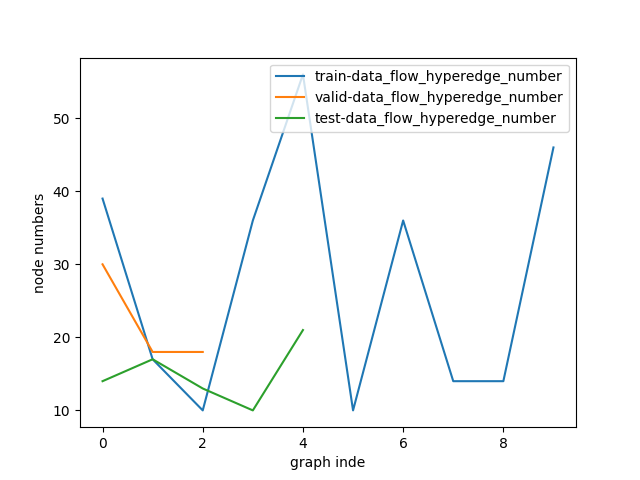 train-data_flow_hyperedge_number
valid-data_flow_hyperedge_number
test-data_flow_hyperedge_number
node numbers
50
40
30
20
10
0 2 4 6 8
graph inde